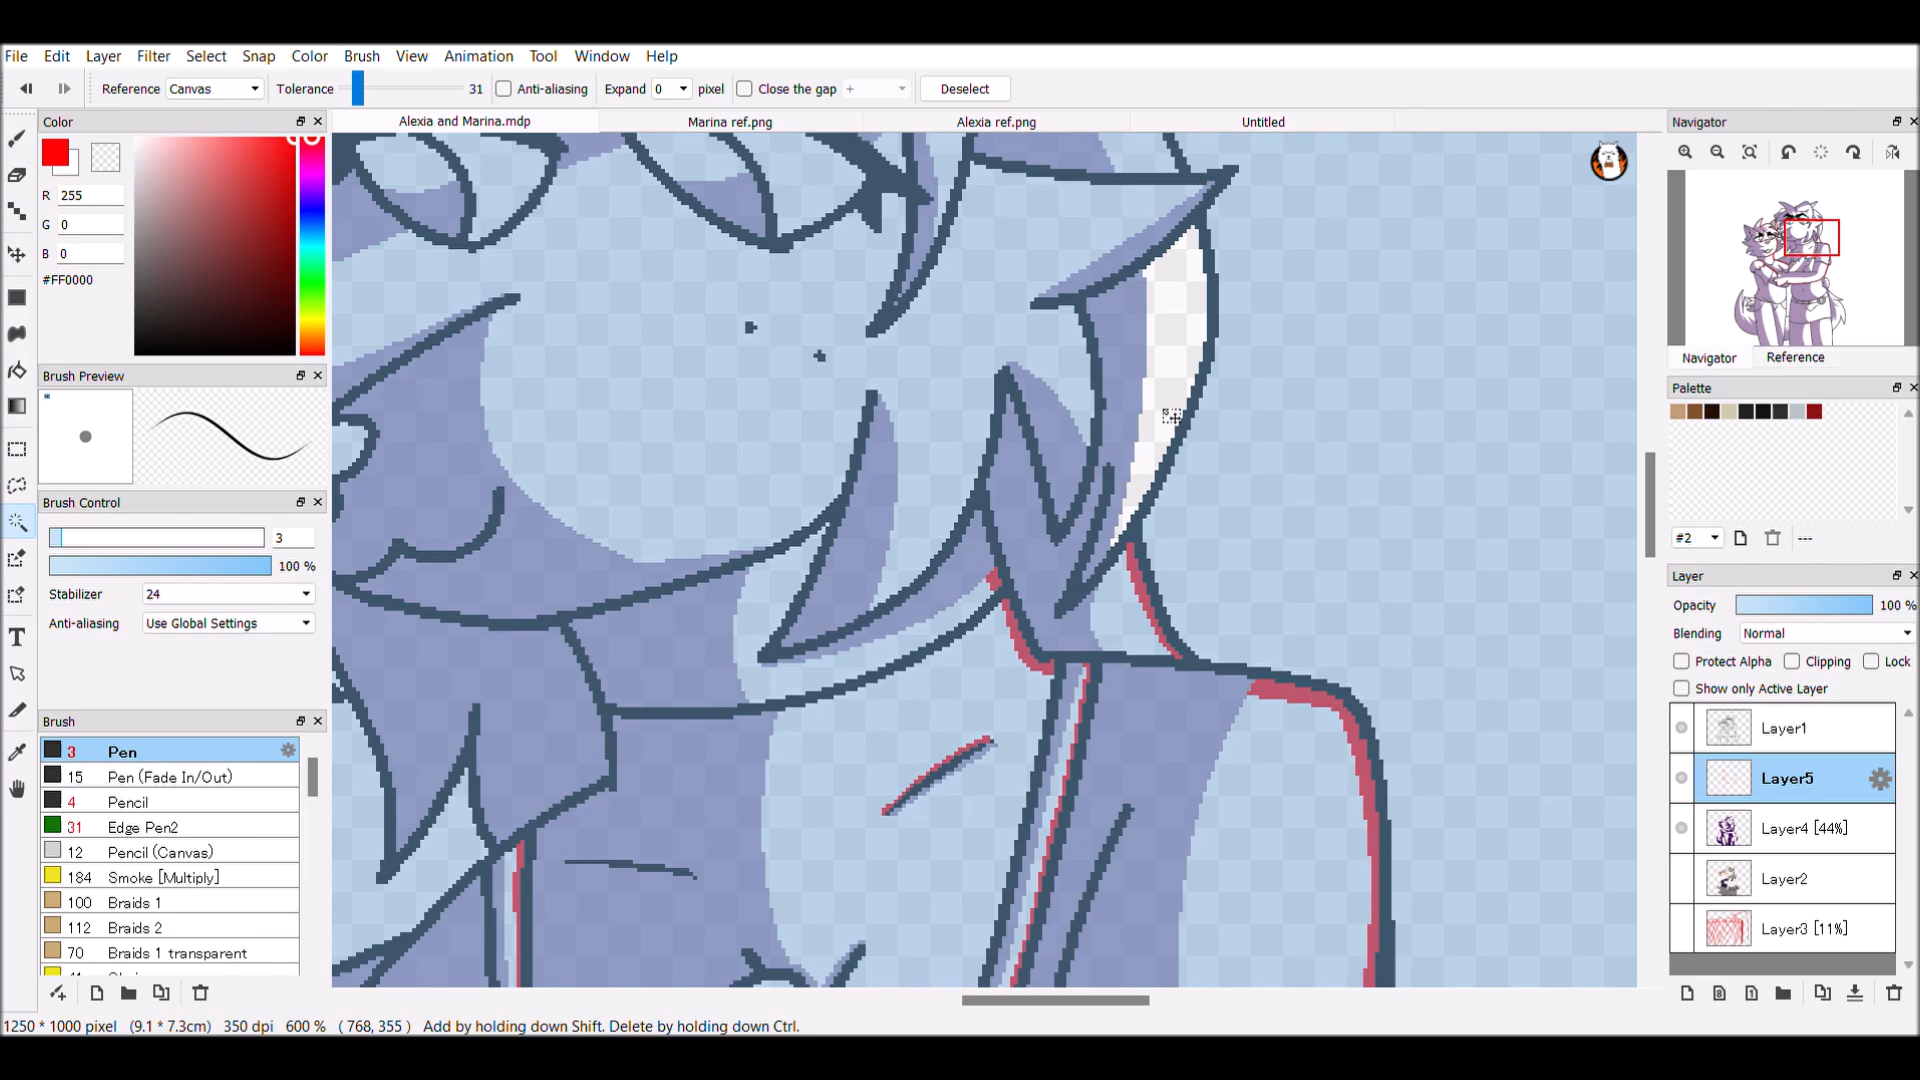 File Edit Layer Filter Select Snap Color Brush View Animation Tool Window Help
Reference Canvas Tolerance 31 Anti-aliasing Expand 0 pixel Close the gap + Deselect
Color
Alexia and Marina.mdp Marina ref.png Alexia ref.png Untitled
R 255
G 0
B 0
#FF0000
Brush Preview
Brush Control
3
100 %
Stabilizer 24
Anti-aliasing Use Global Settings
Brush
3 Pen
15 Pen (Fade In/Out)
4 Pencil
31 Edge Pen2
12 Pencil (Canvas)
184 Smoke [Multiply]
100 Braids 1
112 Braids 2
70 Braids 1 transparent
Navigator
Navigator Reference
Palette
#2 ---
Layer
Opacity 100 %
Blending Normal
Protect Alpha Clipping Lock
Show only Active Layer
Layer1
Layer5
Layer4 [44%]
Layer2
Layer3 [11%]
1250 * 1000 pixel (9.1 * 7.3cm) 350 dpi 600 % ( 768, 355 ) Add by holding down Shift. Delete by holding down Ctrl.